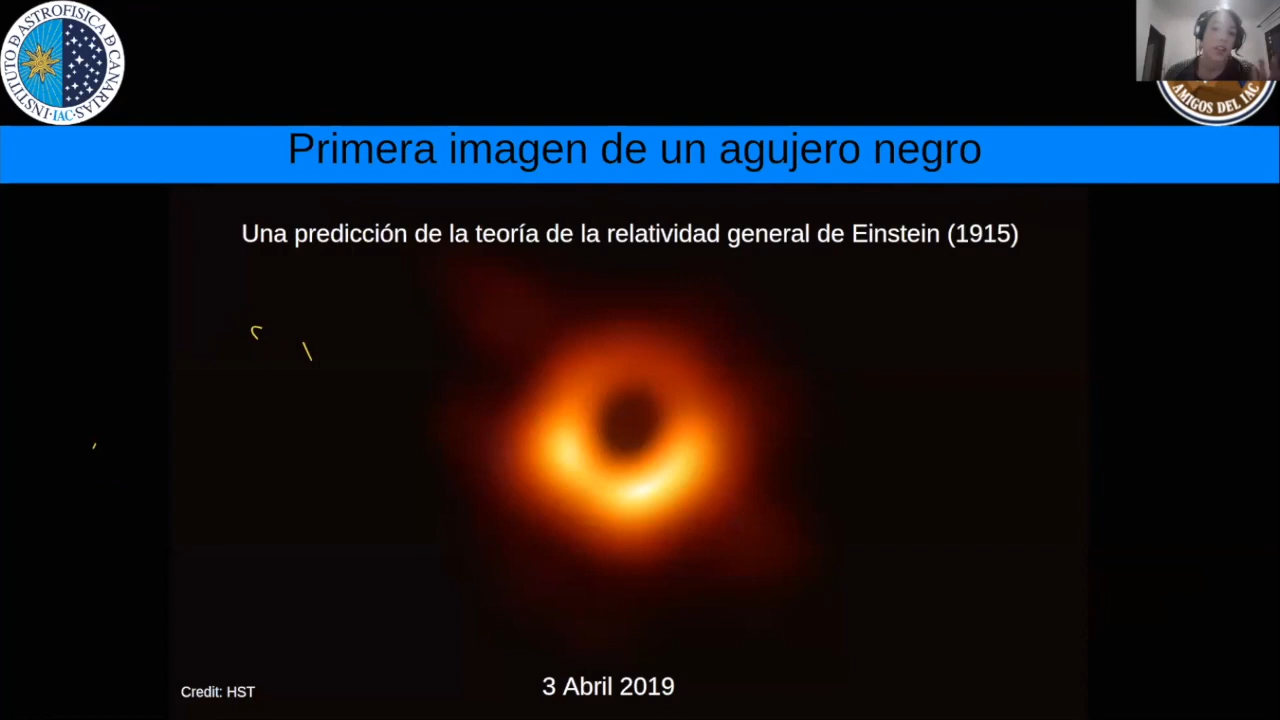 INSTITUTO DE ASTROFISICA DE CANARIAS
·IAC·
AMIGOS DEL IAC
Primera imagen de un agujero negro
Una predicción de la teoría de la relatividad general de Einstein (1915)
3 Abril 2019
Credit: HST